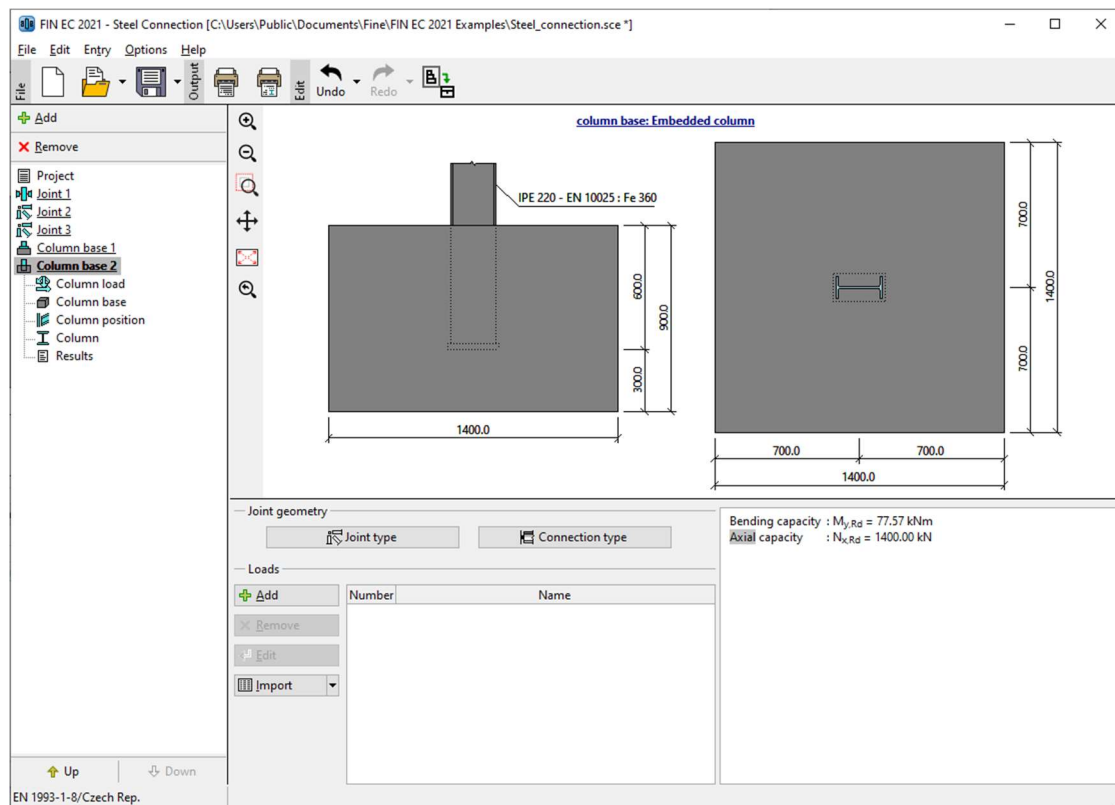 FIN EC 2021 - Steel Connection [C:\Users\Public\Documents\Fine\FIN EC 2021 Examples\Steel_connection.sce *]
File Edit Entry Options Help
File
Output
Edit
Undo
Redo
Add
Remove
Project
Joint 1
Joint 2
Joint 3
Column base 1
Column base 2
Column load
Column base
Column position
Column
Results
Up
Down
column base: Embedded column
IPE 220 - EN 10025 : Fe 360
600.0
900.0
300.0
1400.0
700.0
1400.0
700.0
700.0 700.0
1400.0
Joint geometry
Joint type Connection type
Loads
Add
Remove
Edit
Import
Number Name
Bending capacity : My,Rd = 77.57 kNm
Axial capacity : Nx,Rd = 1400.00 kN
EN 1993-1-8/Czech Rep.